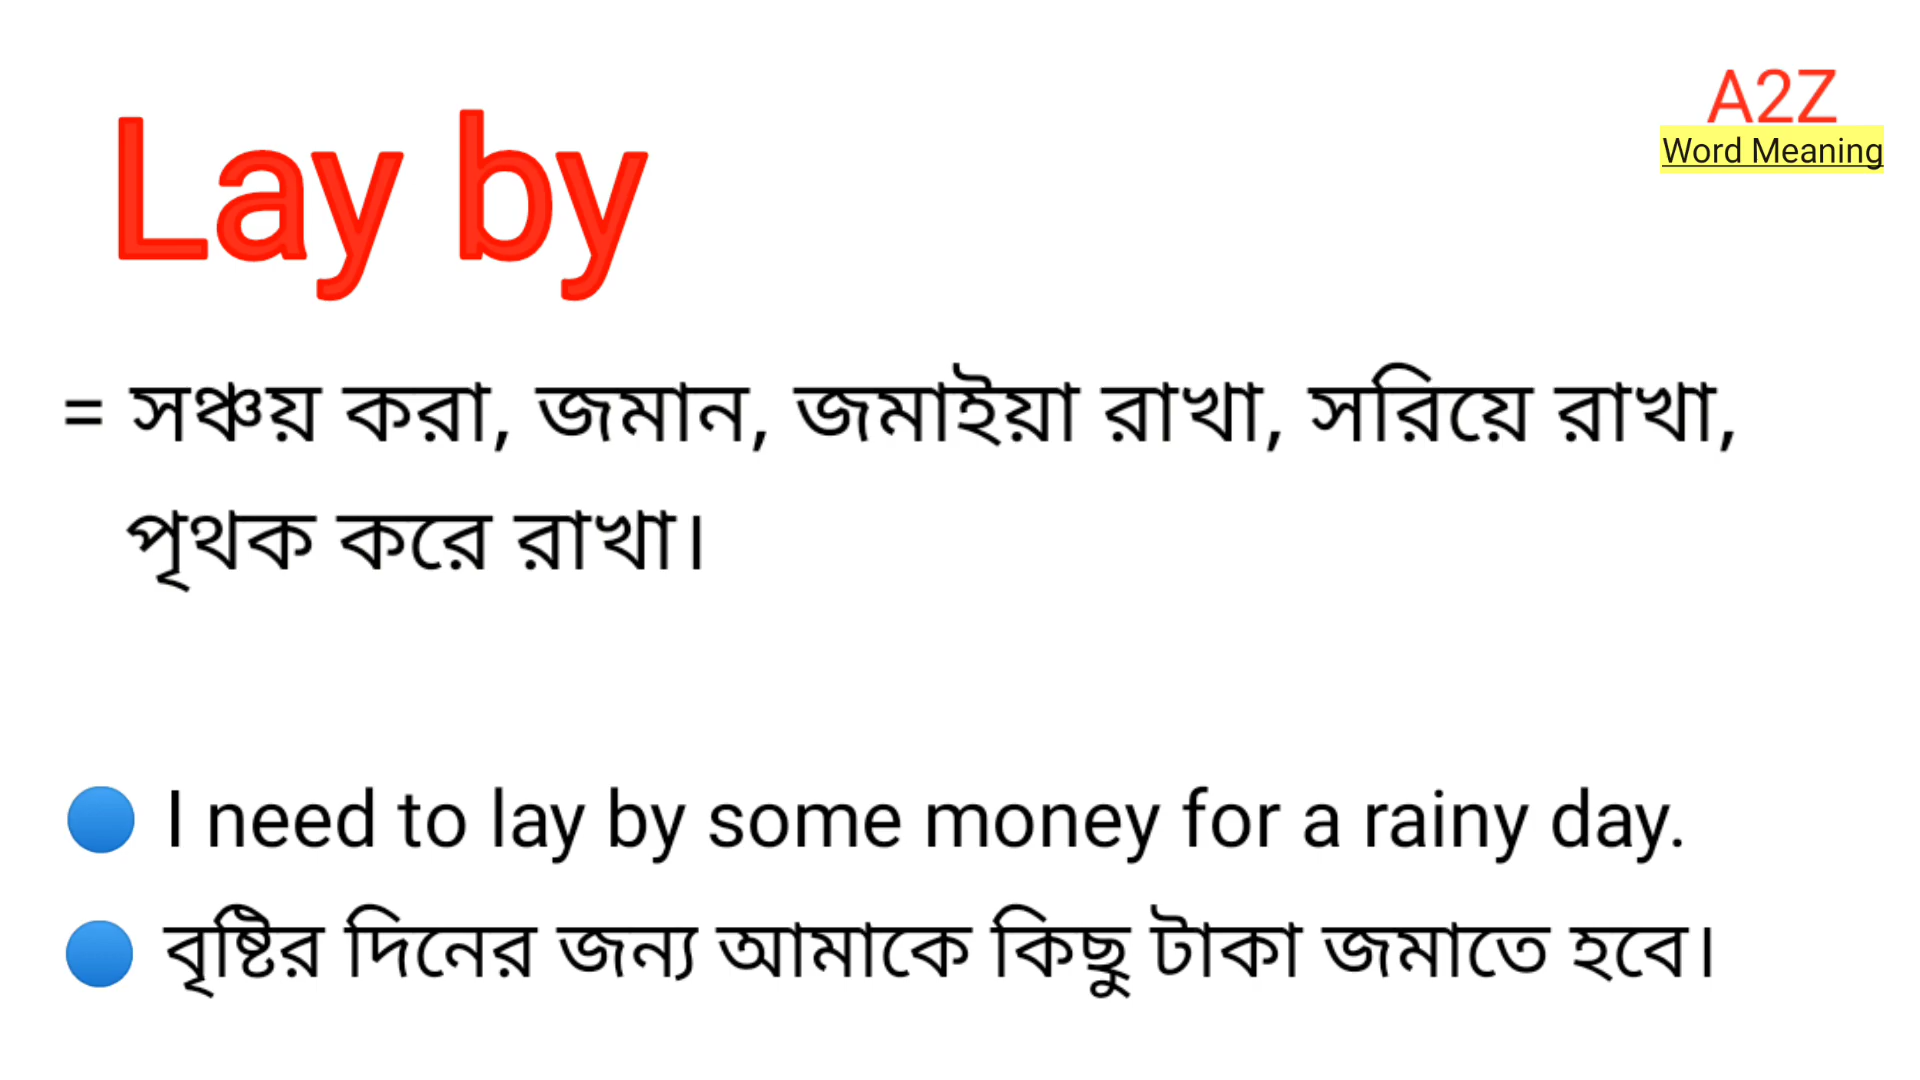 A2Z
Word Meaning
Lay by
= সঞ্চয় করা, জমান, জমাইয়া রাখা, সরিয়ে রাখা,
পৃথক করে রাখা।
I need to lay by some money for a rainy day.
বৃষ্টির দিনের জন্য আমাকে কিছু টাকা জমাতে হবে।